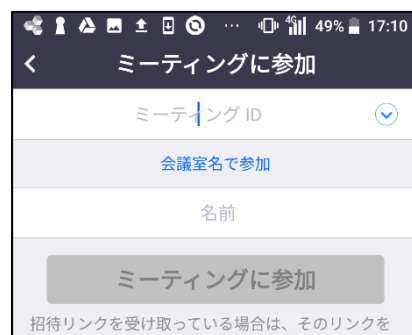 4G 49% 17:10
ミーティングに参加
ミーティング ID
会議室名で参加
名前
ミーティングに参加
招待リンクを受け取っている場合は、そのリンクを